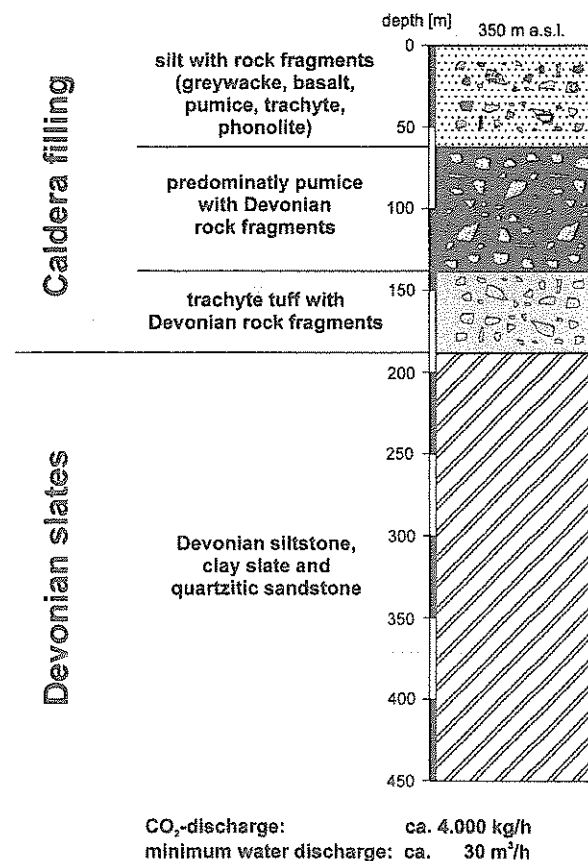 depth [m]
350 m a.s.l.
Caldera filling
silt with rock fragments
(greywacke, basalt,
pumice, trachyte,
phonolite)
predominatly pumice
with Devonian
rock fragments
trachyte tuff with
Devonian rock fragments
Devonian slates
Devonian siltstone,
clay slate and
quartzitic sandstone
0
50
100
150
200
250
300
350
400
450
CO₂-discharge: ca. 4.000 kg/h
minimum water discharge: ca. 30 m³/h